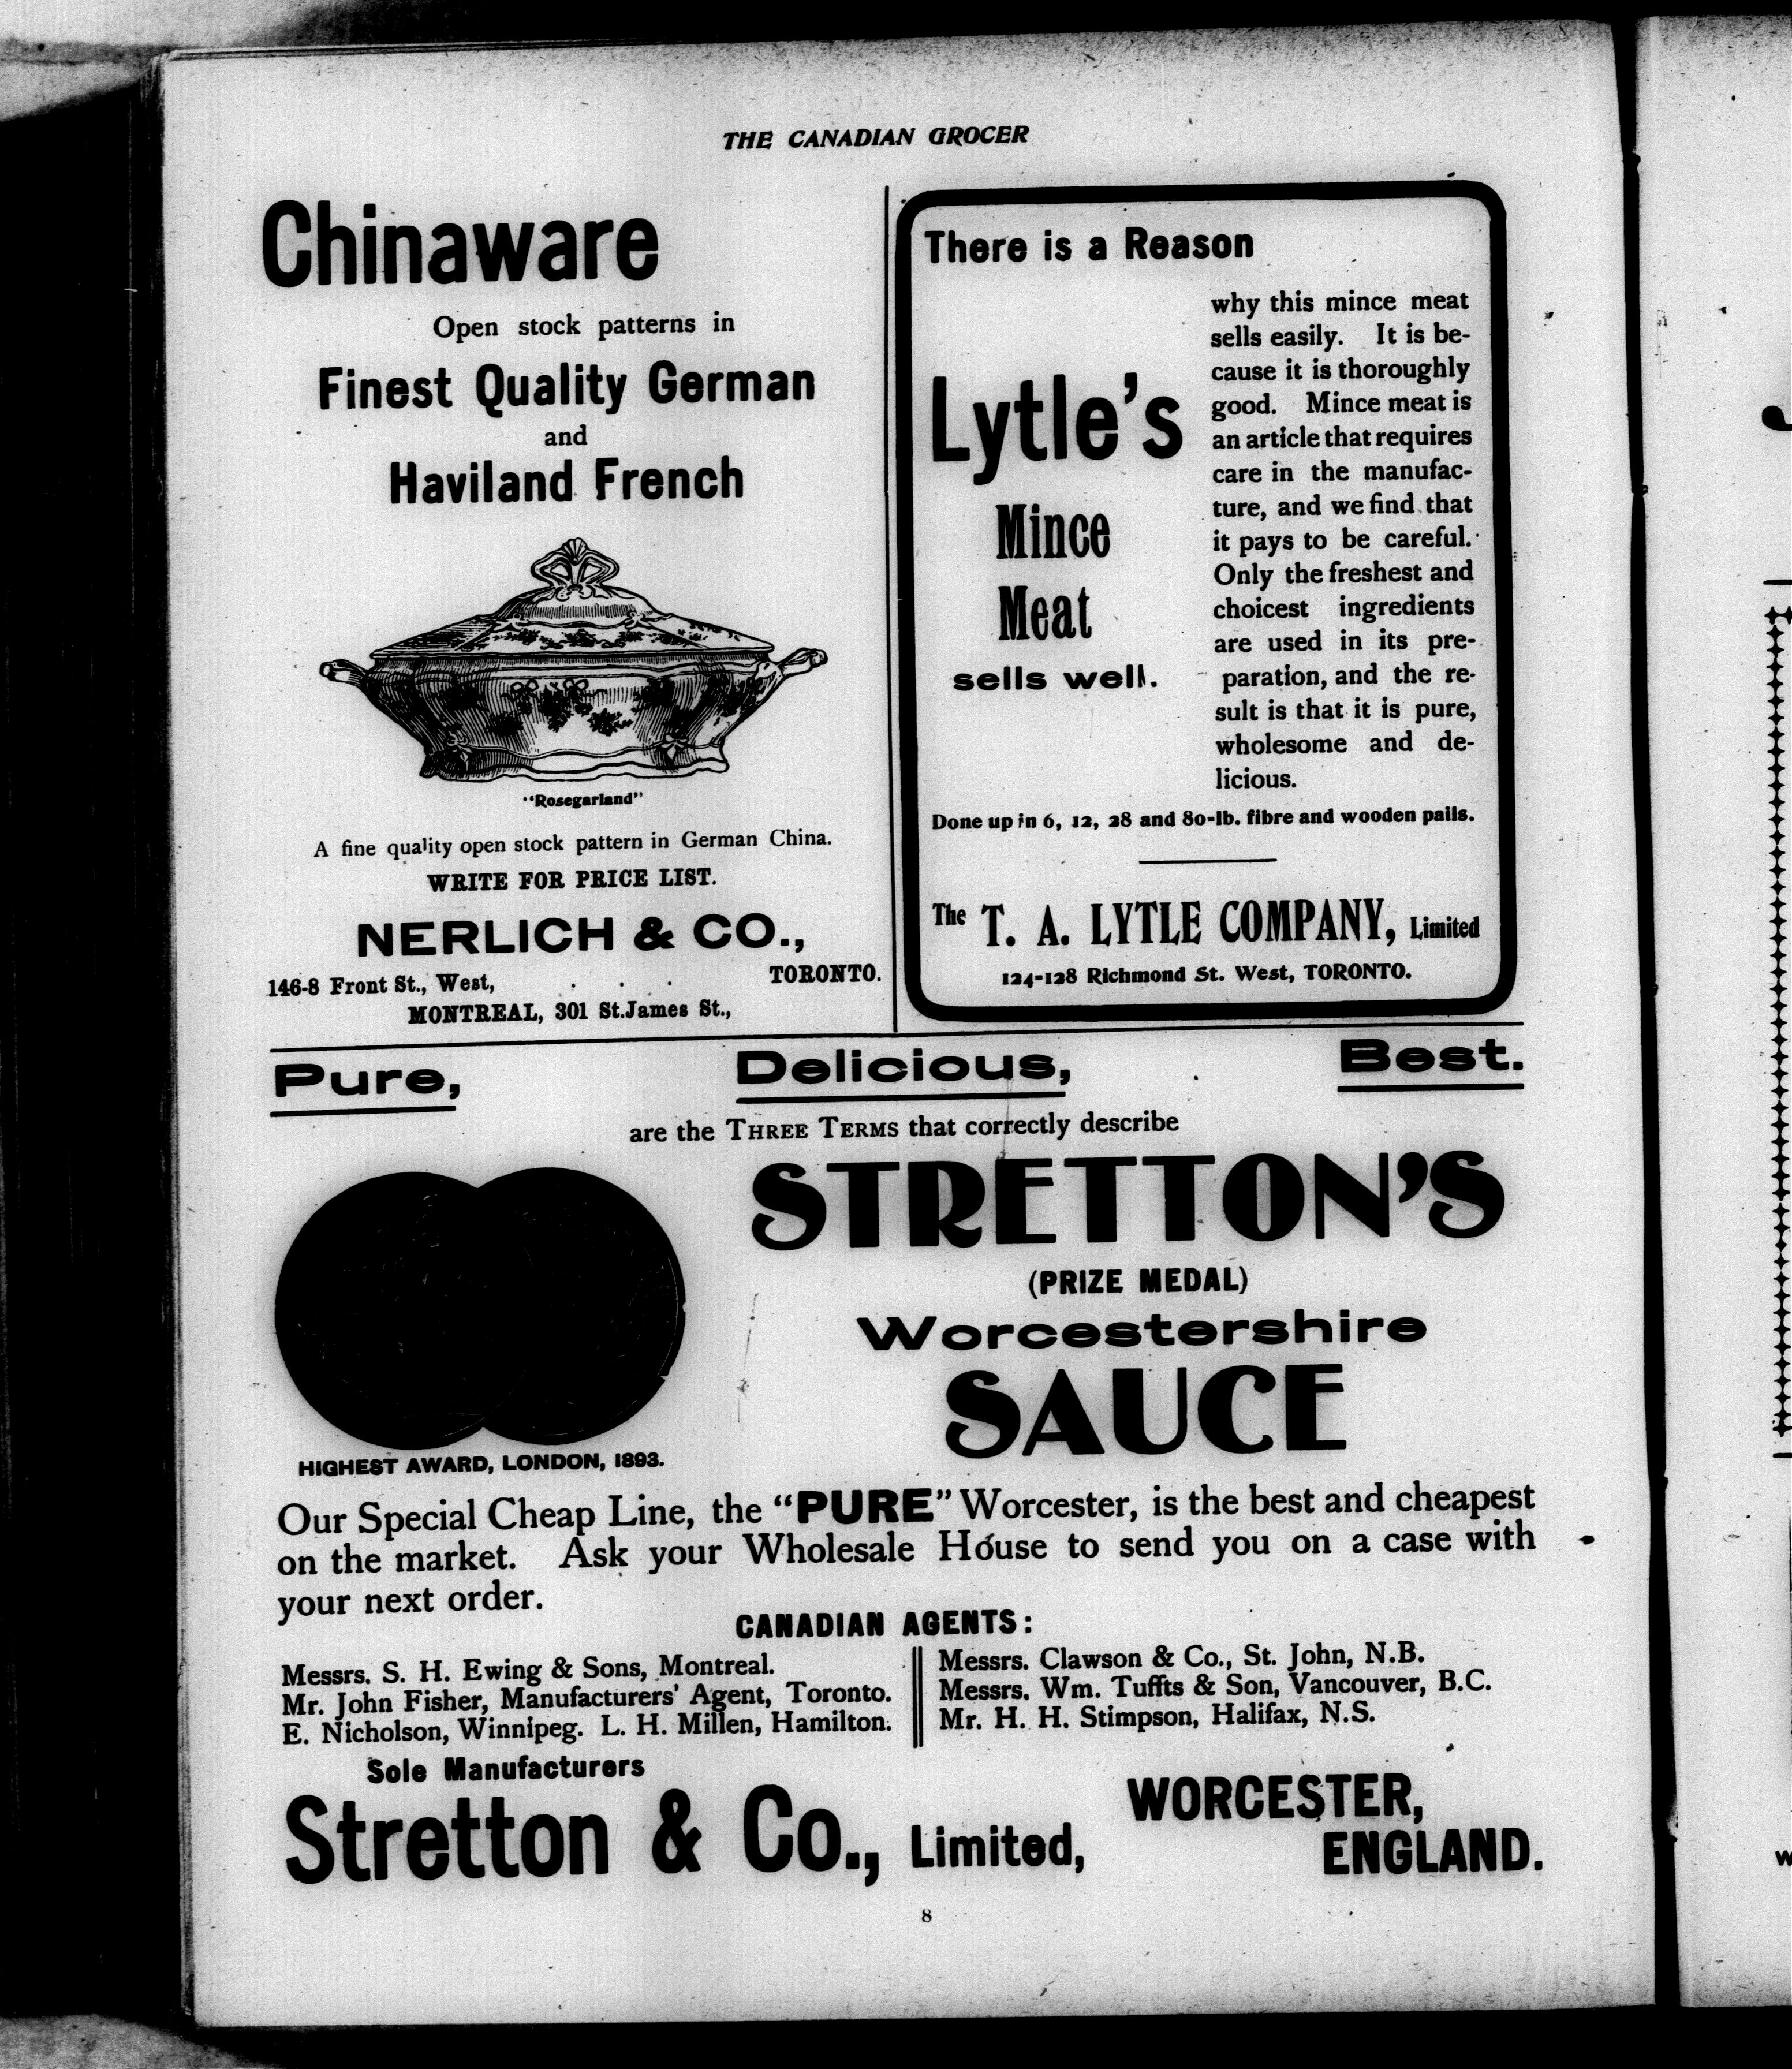 THE CANADIAN GROCER
Chinaware
Open stock patterns in
Finest Quality German
and
Haviland French
"Rosegarland"
A fine quality open stock pattern in German China.
WRITE FOR PRICE LIST.
NERLICH & CO.,
146-8 Front St., West, . . . TORONTO.
MONTREAL, 301 St.James St.,
There is a Reason
Lytle's
Mince
Meat
sells well.
why this mince meat
sells easily. It is be-
cause it is thoroughly
good. Mince meat is
an article that requires
care in the manufac-
ture, and we find that
it pays to be careful.
Only the freshest and
choicest ingredients
are used in its pre-
paration, and the re-
sult is that it is pure,
wholesome and de-
licious.
Done up in 6, 12, 28 and 80-lb. fibre and wooden pails.
The T. A. LYTLE COMPANY, Limited
124-128 Richmond St. West, TORONTO.
Pure, Delicious, Best.
are the THREE TERMS that correctly describe
STRETTON'S
(PRIZE MEDAL)
Worcestershire
SAUCE
HIGHEST AWARD, LONDON, 1893.
Our Special Cheap Line, the "PURE" Worcester, is the best and cheapest
on the market. Ask your Wholesale House to send you on a case with
your next order.
CANADIAN AGENTS:
Messrs. S. H. Ewing & Sons, Montreal.
Mr. John Fisher, Manufacturers' Agent, Toronto.
E. Nicholson, Winnipeg. L. H. Millen, Hamilton.
Messrs. Clawson & Co., St. John, N.B.
Messrs. Wm. Tuffts & Son, Vancouver, B.C.
Mr. H. H. Stimpson, Halifax, N.S.
Sole Manufacturers
Stretton & Co., Limited, WORCESTER,
ENGLAND.
8